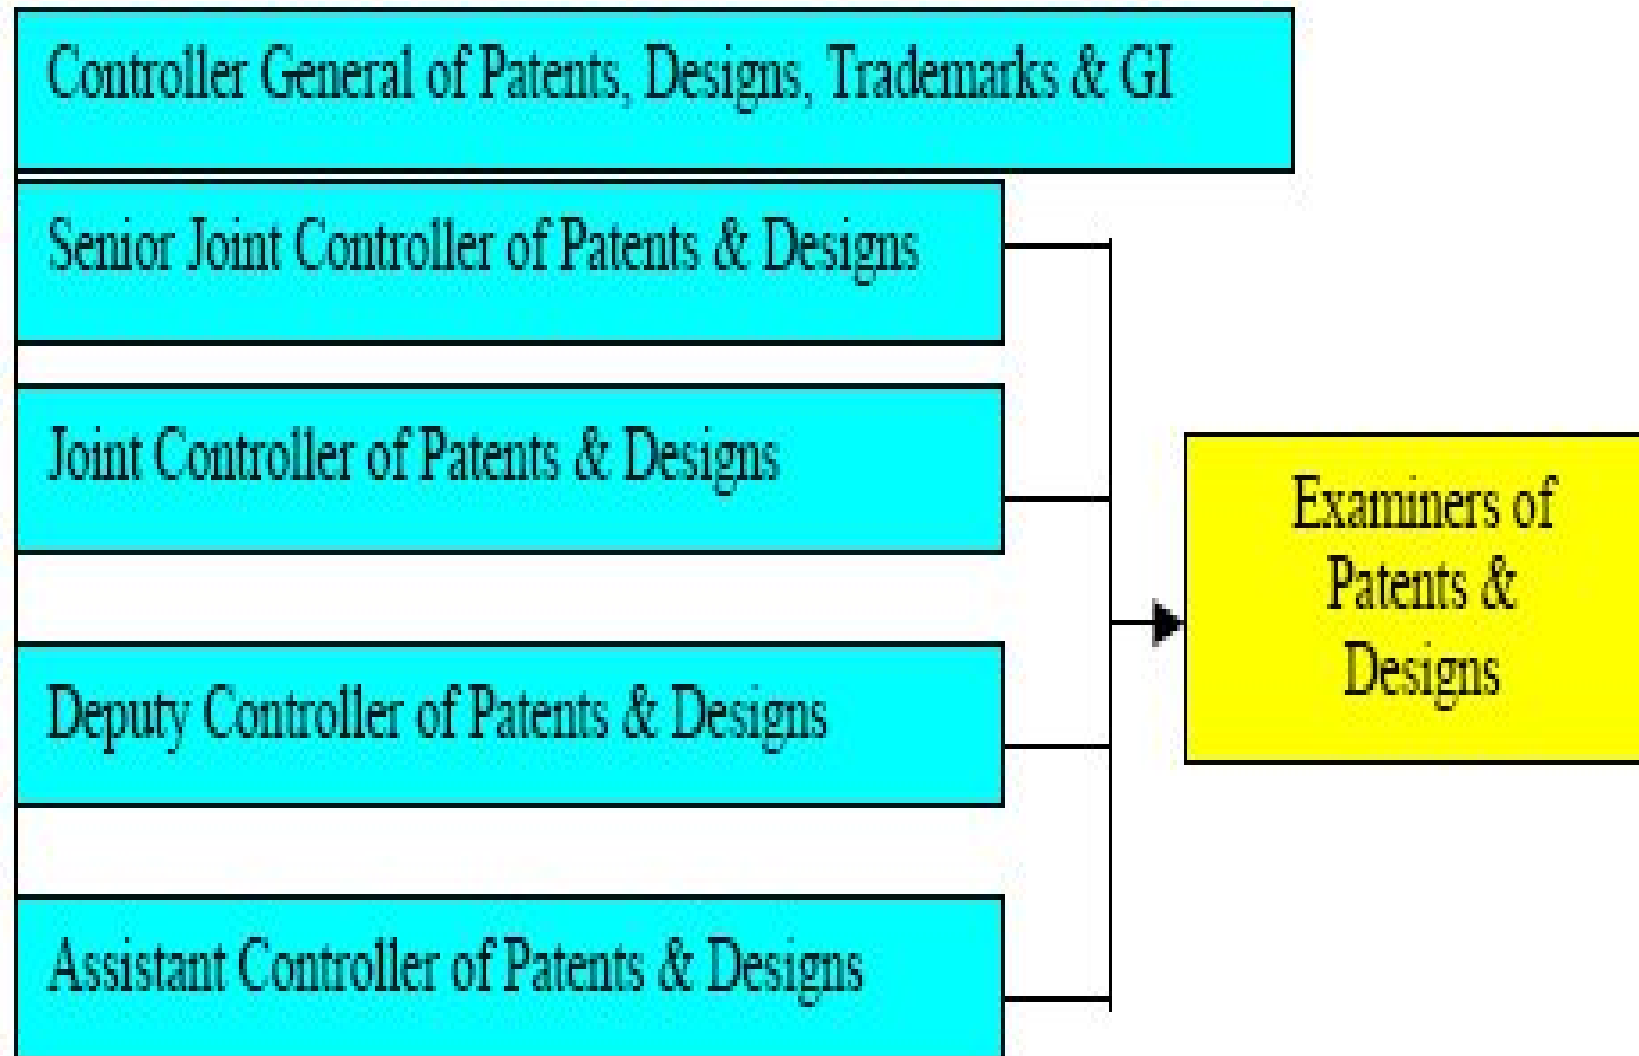 Controller General of Patents, Designs, Trademarks & GI
Senior Joint Controller of Patents & Designs
Joint Controller of Patents & Designs
Deputy Controller of Patents & Designs
Assistant Controller of Patents & Designs
Examiners of
Patents &
Designs